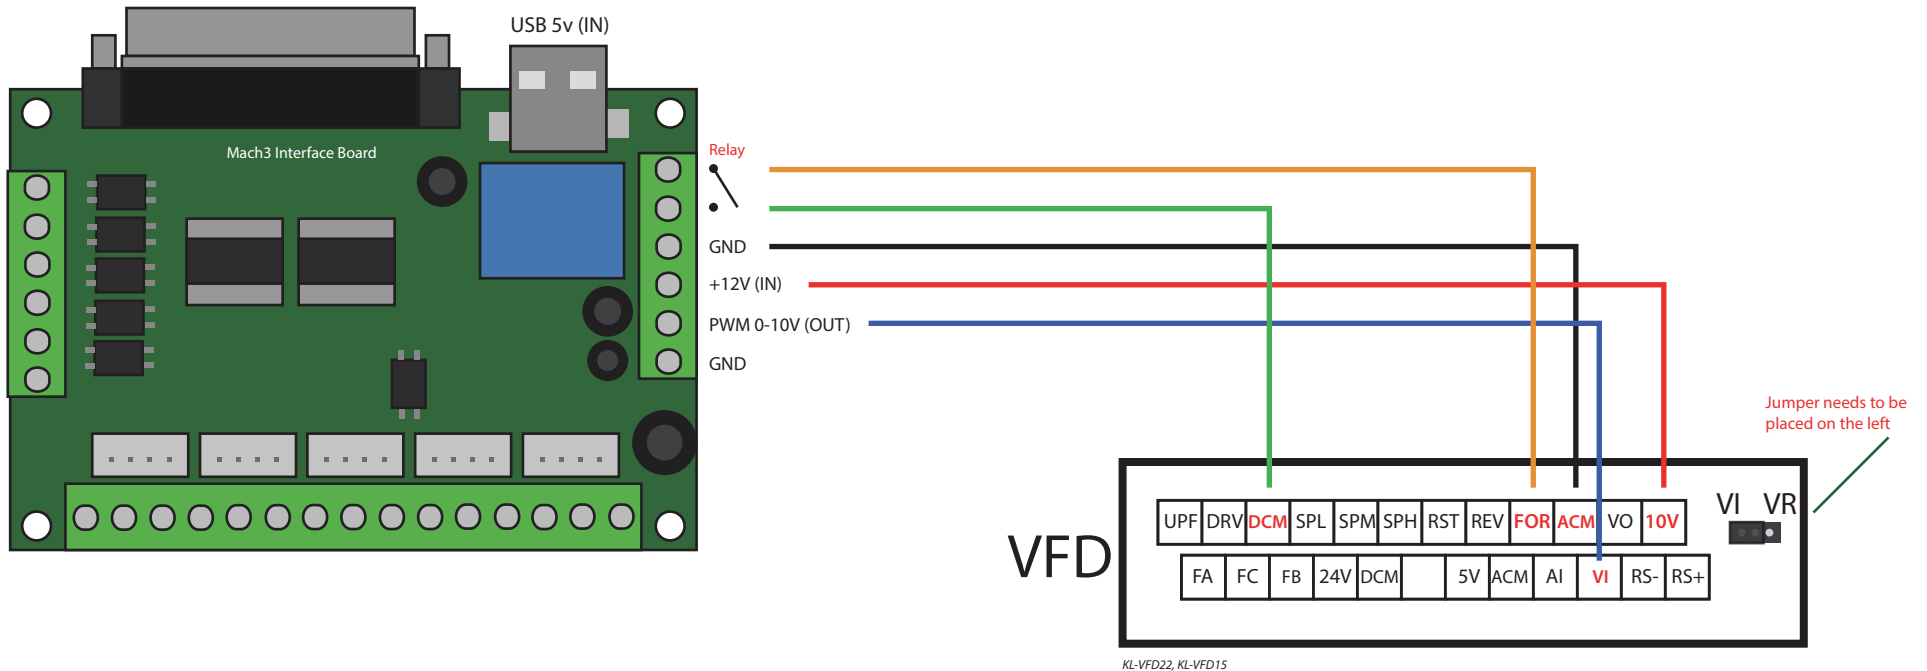 USB 5v (IN)
Mach3 Interface Board
Relay
GND
+12V (IN)
PWM 0-10V (OUT)
GND
Jumper needs to be
placed on the left
VFD
UPF DRV DCM SPL SPM SPH RST REV FOR ACM VO 10V
VI VR
FA FC FB 24V DCM 5V ACM AI VI RS- RS+
KL-VFD22, KL-VFD15